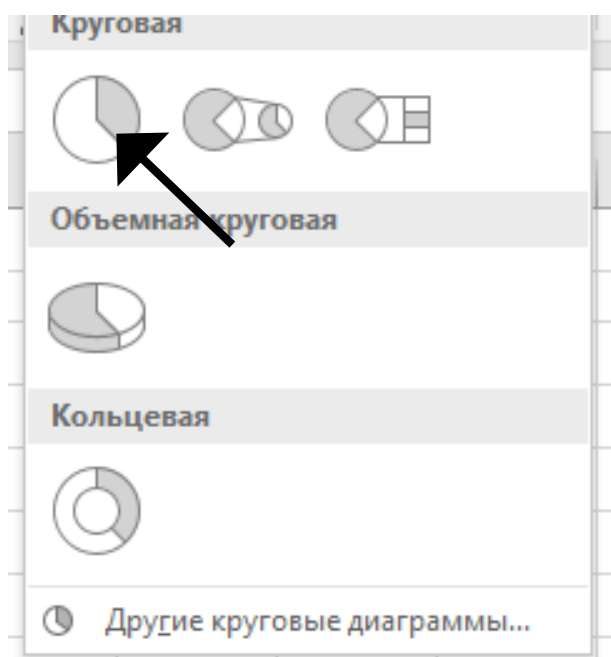 Круговая
Объемная круговая
Кольцевая
Другие круговые диаграммы...